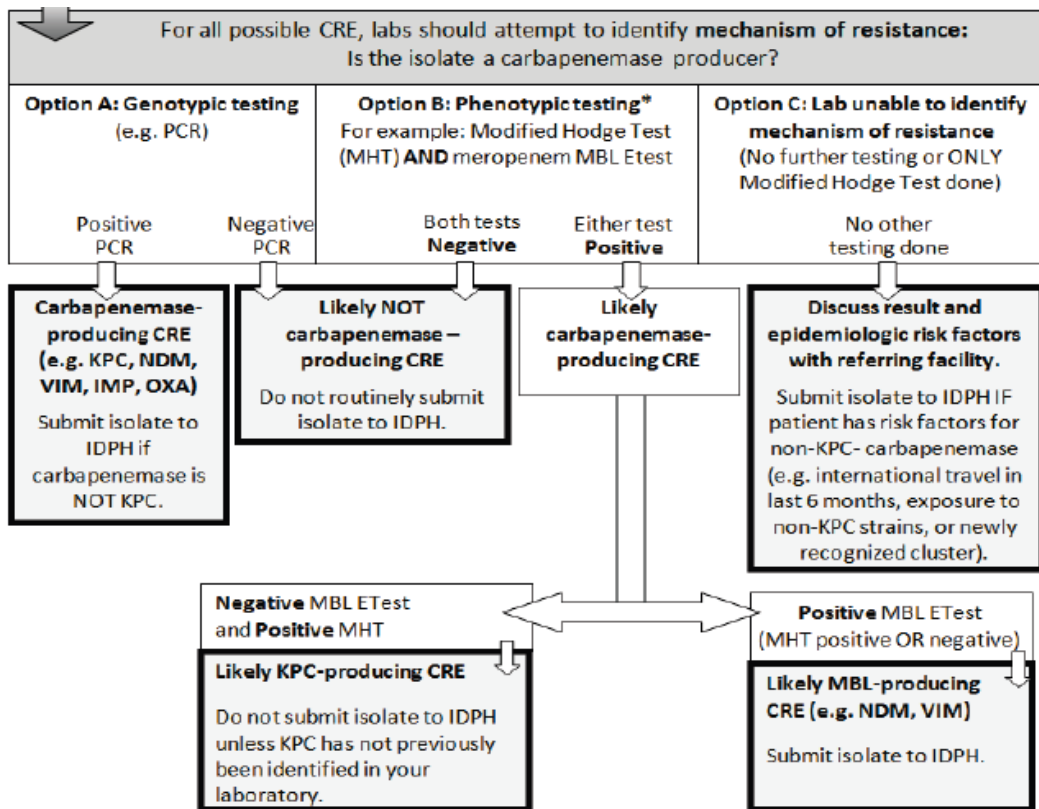 For all possible CRE, labs should attempt to identify mechanism of resistance:
Is the isolate a carbapenemase producer?
Option A: Genotypic testing
(e.g. PCR)
Positive
PCR
Negative
PCR
Option B: Phenotypic testing*
For example: Modified Hodge Test
(MHT) AND meropenem MBL Etest
Both tests
Negative
Either test
Positive
Option C: Lab unable to identify
mechanism of resistance
(No further testing or ONLY
Modified Hodge Test done)
No other
testing done
Carbapenemase-
producing CRE
(e.g. KPC, NDM,
VIM, IMP, OXA)
Submit isolate to
IDPH if
carbapenemase is
NOT KPC.
Likely NOT
carbapenemase –
producing CRE
Do not routinely submit
isolate to IDPH.
Likely
carbapenemase-
producing CRE
Discuss result and
epidemiologic risk factors
with referring facility.
Submit isolate to IDPH IF
patient has risk factors for
non-KPC- carbapenemase
(e.g. international travel in
last 6 months, exposure to
non-KPC strains, or newly
recognized cluster).
Negative MBL ETest
and Positive MHT
Likely KPC-producing CRE
Do not submit isolate to IDPH
unless KPC has not previously
been identified in your
laboratory.
Positive MBL ETest
(MHT positive OR negative)
Likely MBL-producing
CRE (e.g. NDM, VIM)
Submit isolate to IDPH.